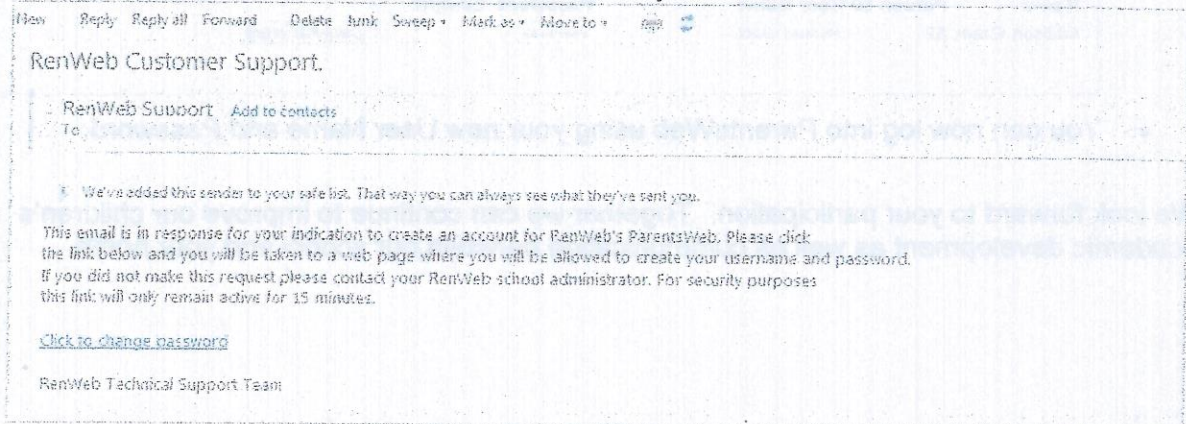 New Reply Reply all Forward Delete Junk Sweep Mark as Move to
RenWeb Customer Support.
RenWeb Support Add to contacts
To
We've added this sender to your safe list. That way you can always see what they've sent you.
This email is in response for your indication to create an account for RenWeb's ParentsWeb. Please click
the link below and you will be taken to a web page where you will be allowed to create your username and password.
If you did not make this request please contact your RenWeb school administrator. For security purposes
this link will only remain active for 15 minutes.
Click to change password
RenWeb Technical Support Team
You can now log into ParentsWeb using your new User Name and Password.
We look forward to your participation. Together we can continue to improve our children's
academic development as well